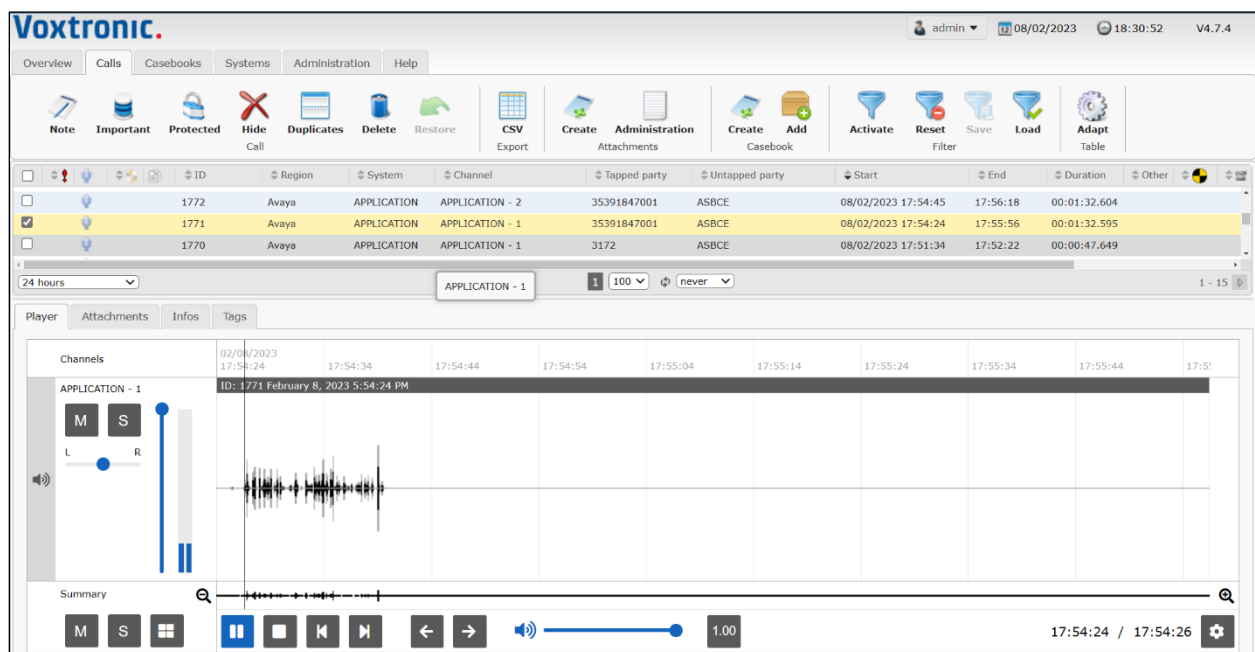 Voxtronic.
admin 08/02/2023 18:30:52 V4.7.4
Overview Calls Casebooks Systems Administration Help
Note Important Protected Hide Duplicates Delete Restore CSV Create Administration Create Add Activate Reset Save Load Adapt
Call Export Attachments Casebook Filter Table
ID Region System Channel Tapped party Untapped party Start End Duration Other
1772 Avaya APPLICATION APPLICATION - 2 35391847001 ASBCE 08/02/2023 17:54:45 17:56:18 00:01:32.604
1771 Avaya APPLICATION APPLICATION - 1 35391847001 ASBCE 08/02/2023 17:54:24 17:55:56 00:01:32.595
1770 Avaya APPLICATION APPLICATION - 1 3172 ASBCE 08/02/2023 17:51:34 17:52:22 00:00:47.649
24 hours APPLICATION - 1 1 100 never 1 - 15
Player Attachments Infos Tags
Channels 02/08/2023
17:54:24 17:54:34 17:54:44 17:54:54 17:55:04 17:55:14 17:55:24 17:55:34 17:55:44
APPLICATION - 1 ID: 1771 February 8, 2023 5:54:24 PM
M S
L R
Summary
M S 1.00 17:54:24 / 17:54:26